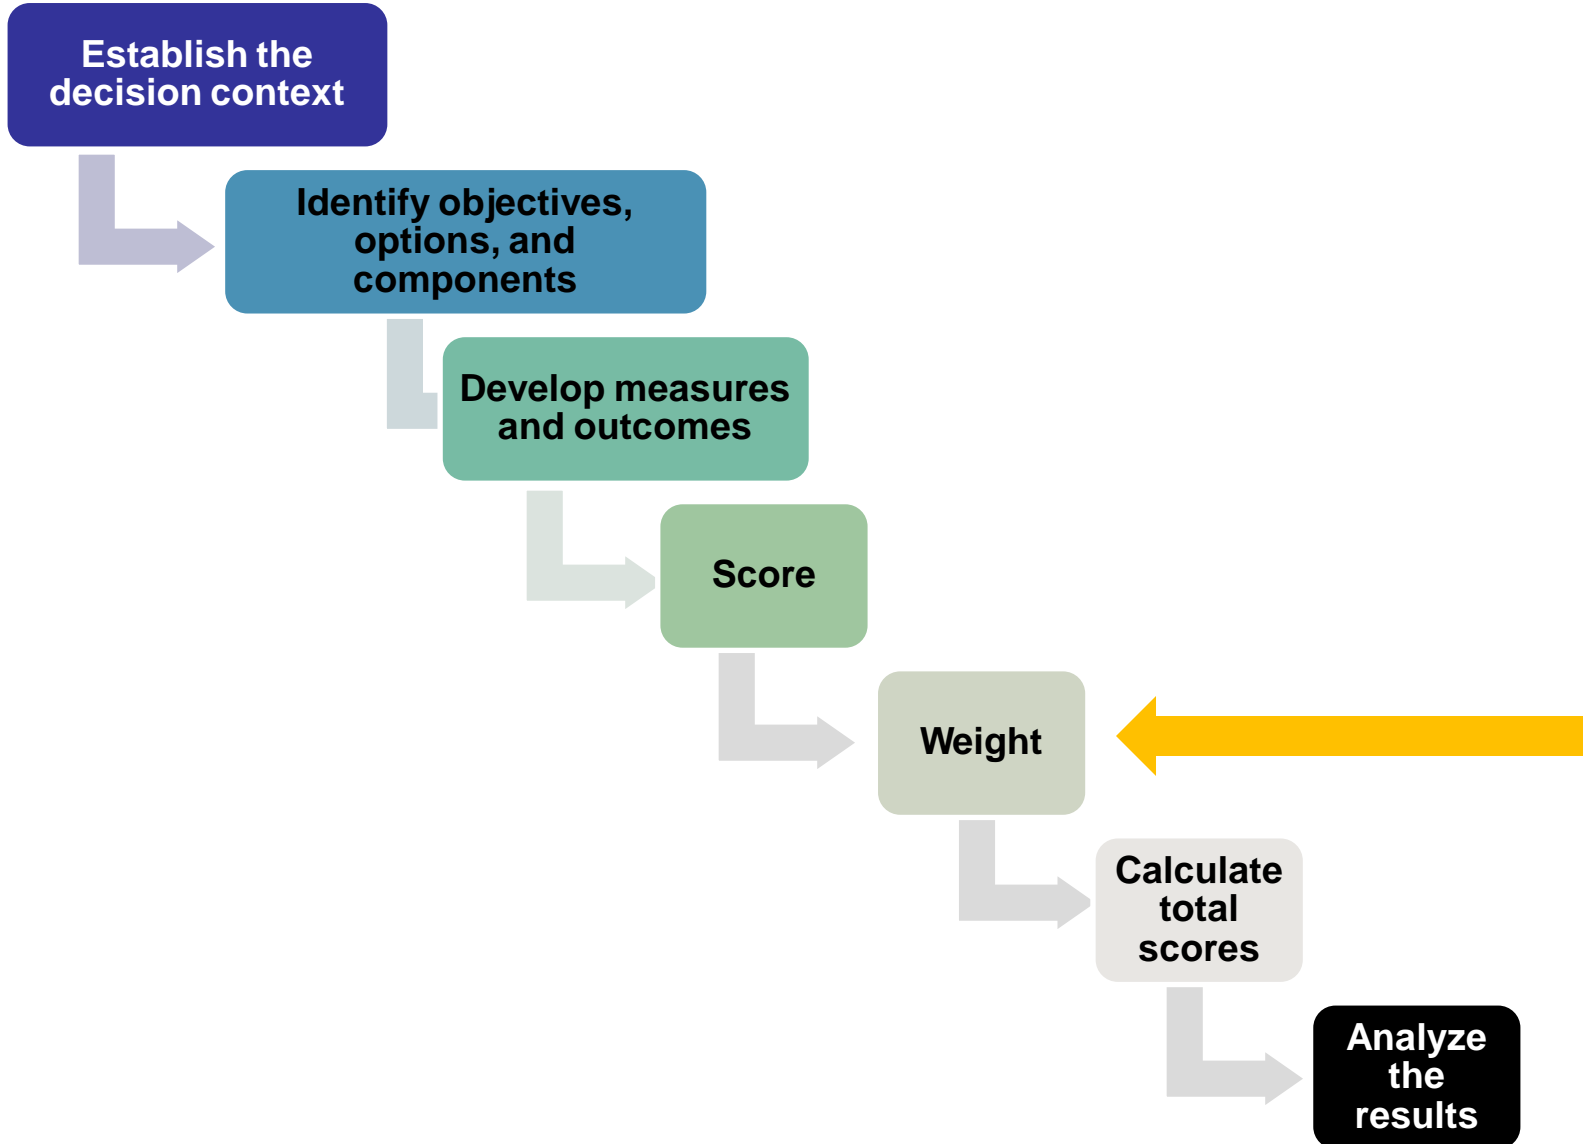 Establish the
decision context
Identify objectives,
options, and
components
Develop measures
and outcomes
Score
Weight
Calculate
total
scores
Analyze
the
results